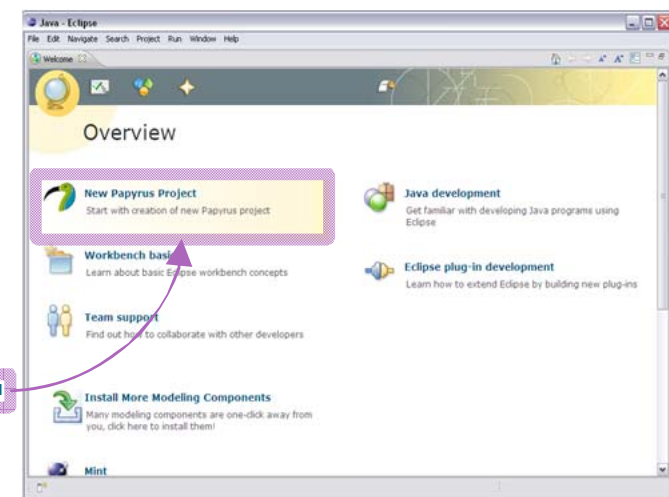 Java - Eclipse
File Edit Navigate Search Project Run Window Help
Welcome
Overview
New Papyrus Project
Start with creation of new Papyrus project
Workbench
Learn about basic Eclipse workbench concepts
Team support
Find out how to collaborate with other developers
Install More Modeling Components
Many modeling components are one-click away from
you, click here to install them!
Mint
Java development
Get familiar with developing Java programs using
Eclipse
Eclipse plug-in development
Learn how to extend Eclipse by building new plug-ins